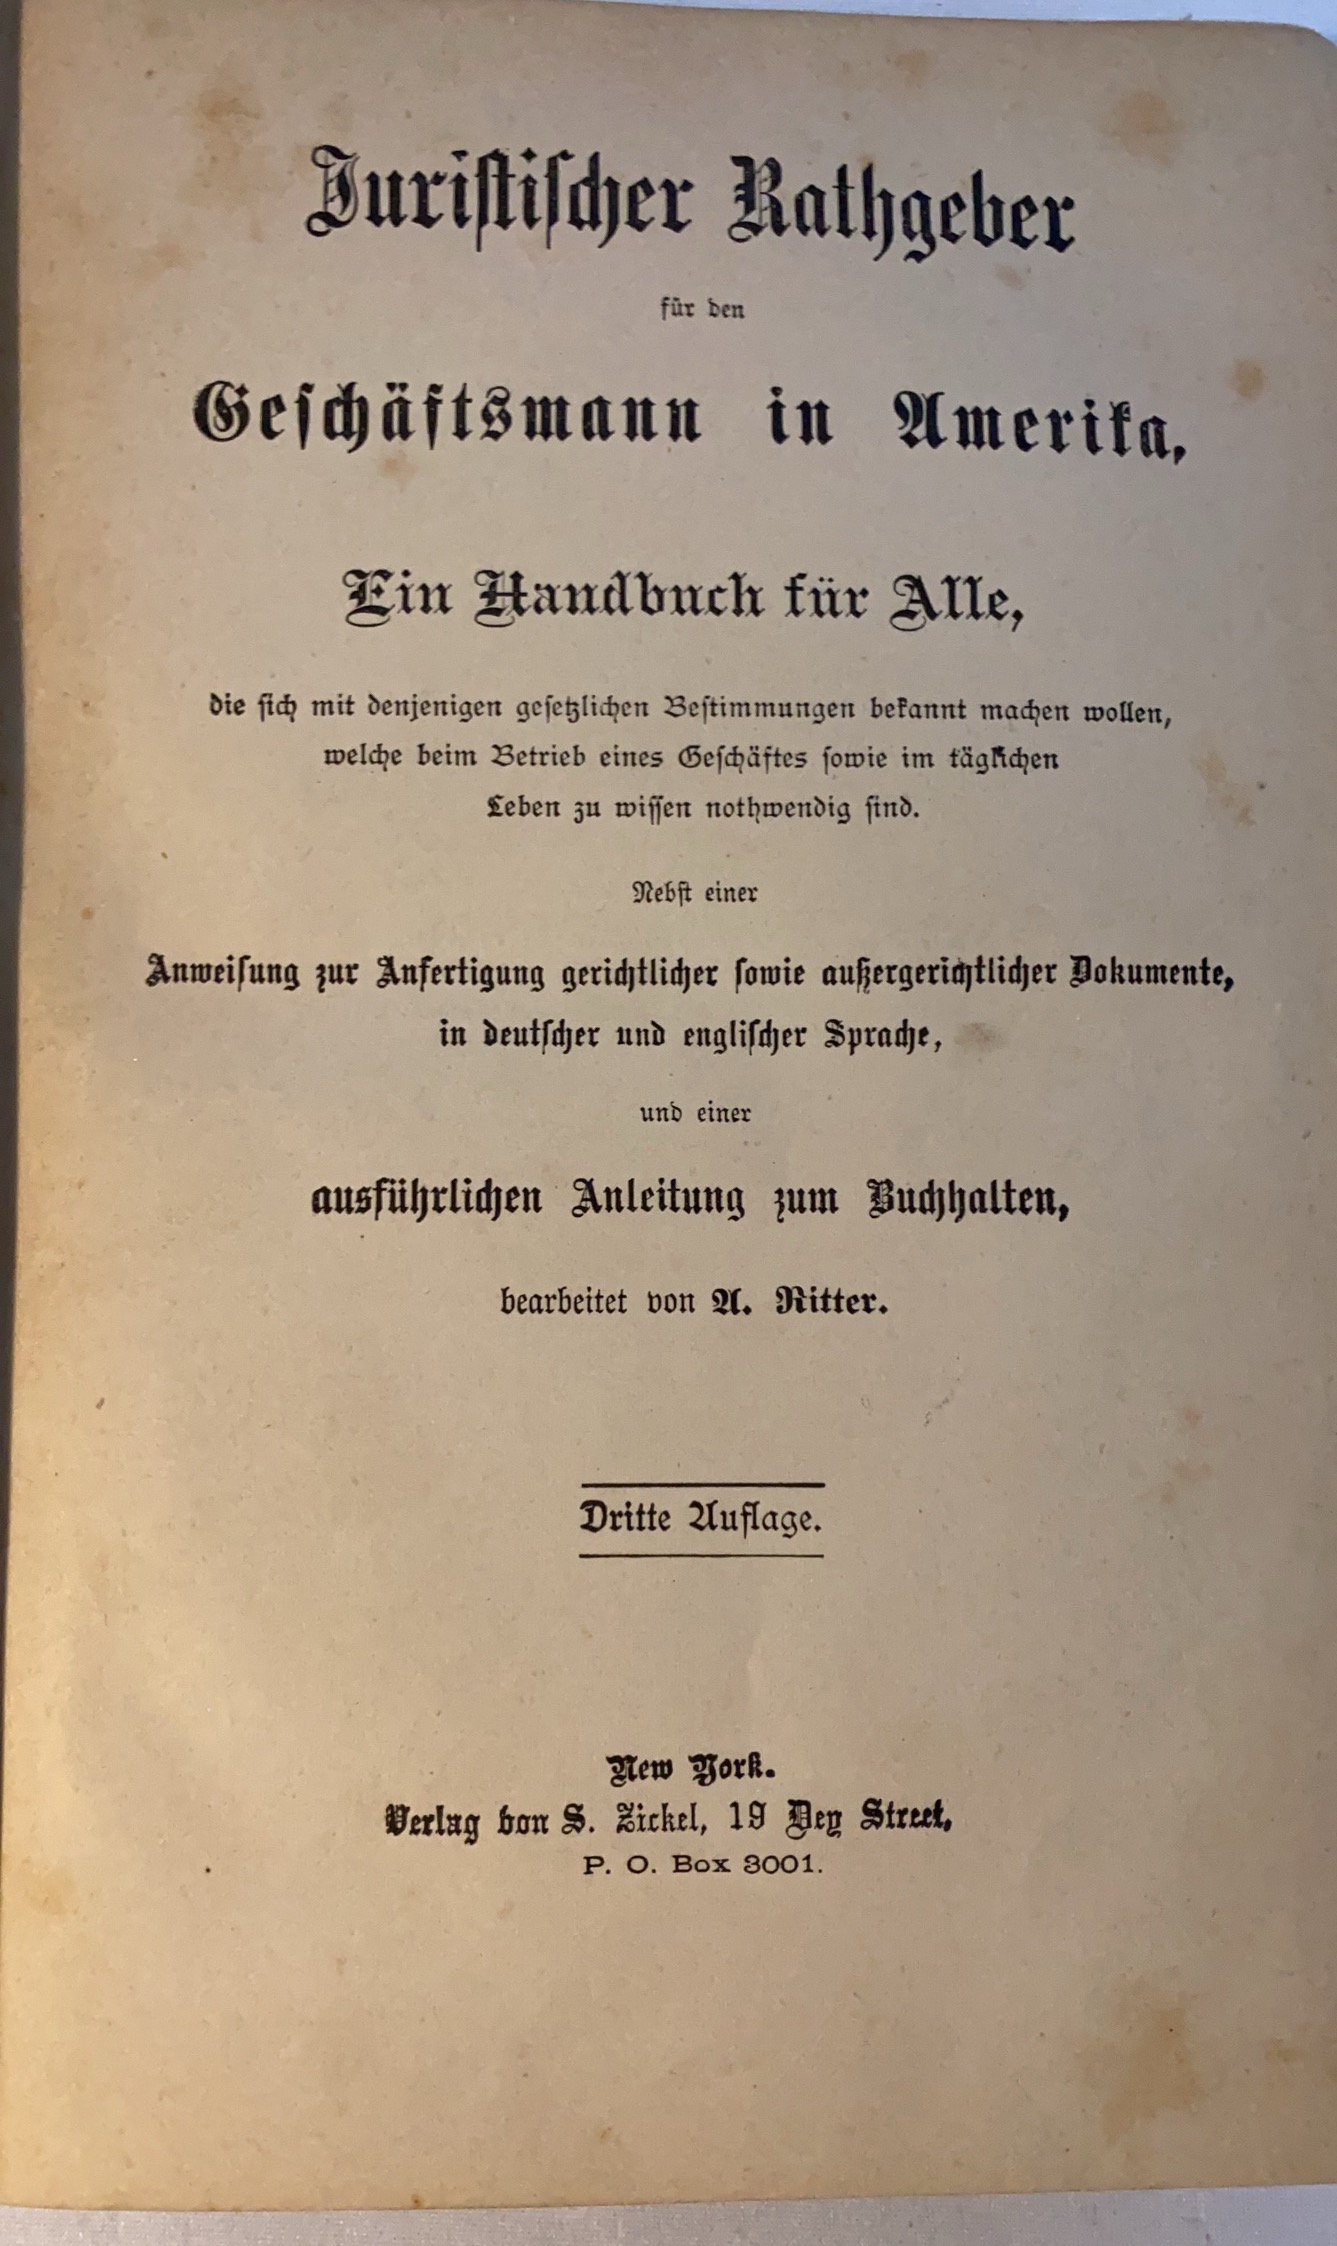 Juristischer Rathgeber
für den
Geschäftsmann in Amerika,
Ein Handbuch für Alle,
die sich mit denjenigen gesetzlichen Bestimmungen bekannt machen wollen,
welche beim Betrieb eines Geschäftes sowie im täglichen
Leben zu wissen nothwendig sind.
Nebst einer
Anweisung zur Anfertigung gerichtlicher sowie außergerichtlicher Dokumente,
in deutscher und englischer Sprache,
und einer
ausführlichen Anleitung zum Buchhalten,
bearbeitet von A. Ritter.
Dritte Auflage.
New York.
Verlag von S. Zickel, 19 Dey Street,
P. O. Box 3001.